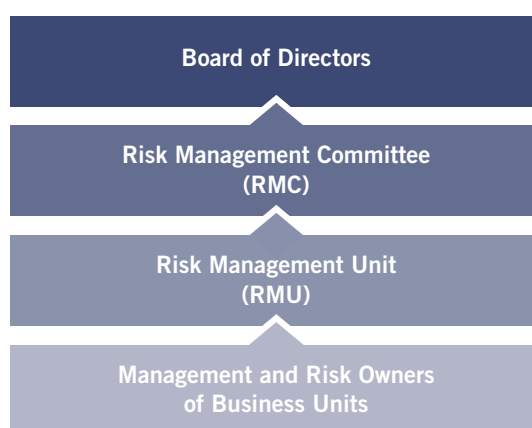 Board of Directors
Risk Management Committee
(RMC)
Risk Management Unit
(RMU)
Management and Risk Owners
of Business Units